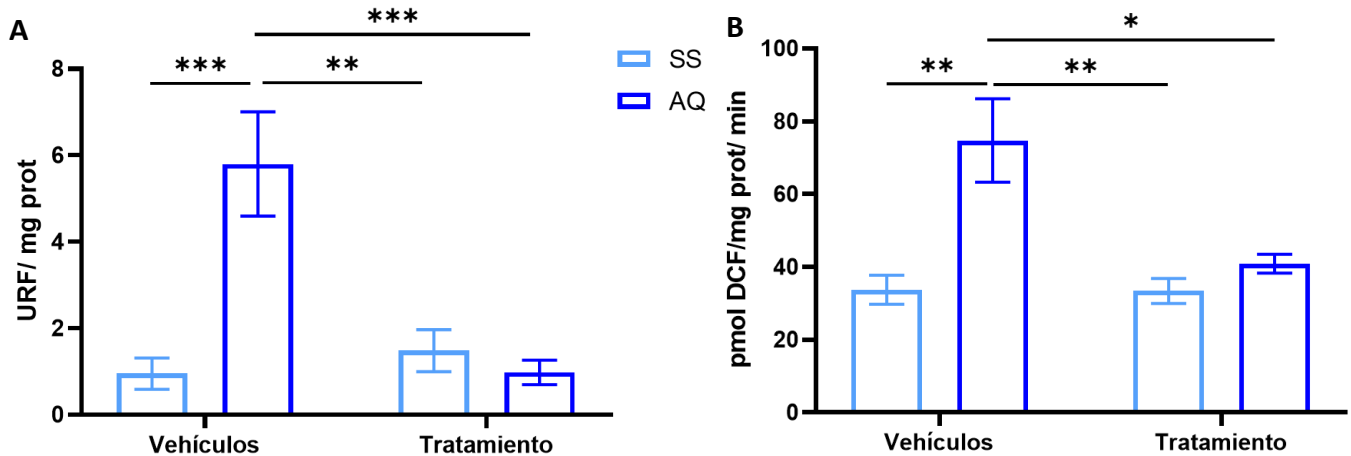 A
***
***
**
8
6
4
2
0
URF/ mg prot
Vehículos
Tratamiento
SS
AQ
B
*
**
**
100
80
60
40
20
0
pmol DCF/mg prot/ min
Vehículos
Tratamiento